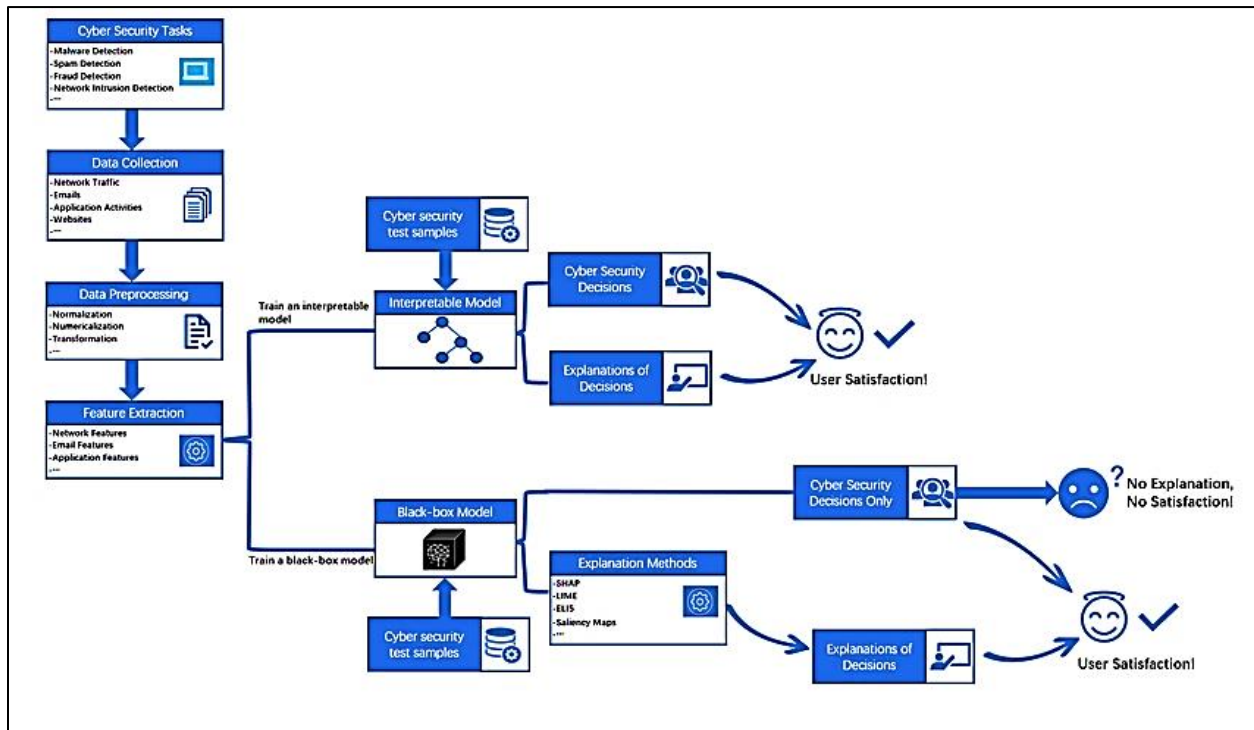 Cyber Security Tasks
-Malware Detection
-Spam Detection
-Fraud Detection
-Network Intrusion Detection
-...
Data Collection
-Network Traffic
-Emails
-Application Activities
-Websites
-...
Data Preprocessing
-Normalization
-Numericalization
-Transformation
-...
Feature Extraction
-Network Features
-Email Features
-Application Features
-...
Train an interpretable
model
Cyber security
test samples
Interpretable Model
Cyber Security
Decisions
Explanations of
Decisions
User Satisfaction!
Train a black-box model
Black-box Model
Cyber security
test samples
Explanation Methods
-SHAP
-LIME
-ELI5
-Saliency Maps
-...
Cyber Security
Decisions Only
?
No Explanation,
No Satisfaction!
Explanations of
Decisions
User Satisfaction!